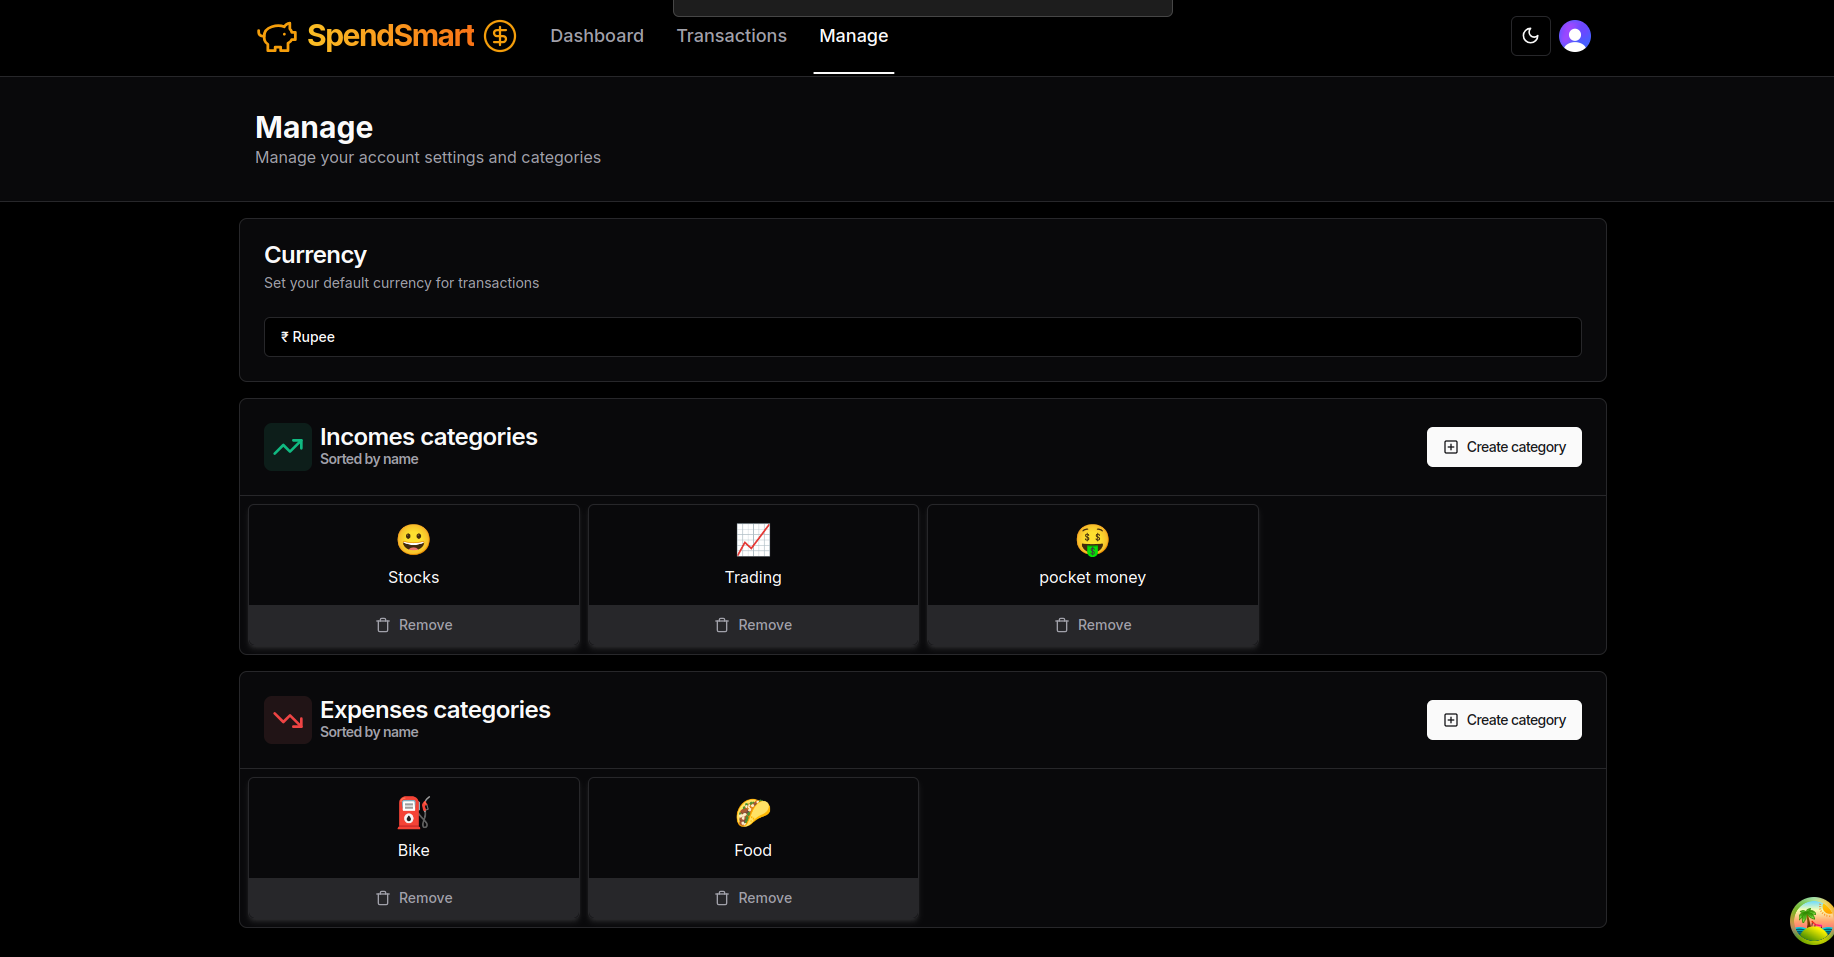 SpendSmart
Dashboard
Transactions
Manage
Manage
Manage your account settings and categories
Currency
Set your default currency for transactions
₹ Rupee
Incomes categories
Sorted by name
Create category
Stocks
Trading
pocket money
Remove
Remove
Remove
Expenses categories
Sorted by name
Create category
Bike
Food
Remove
Remove